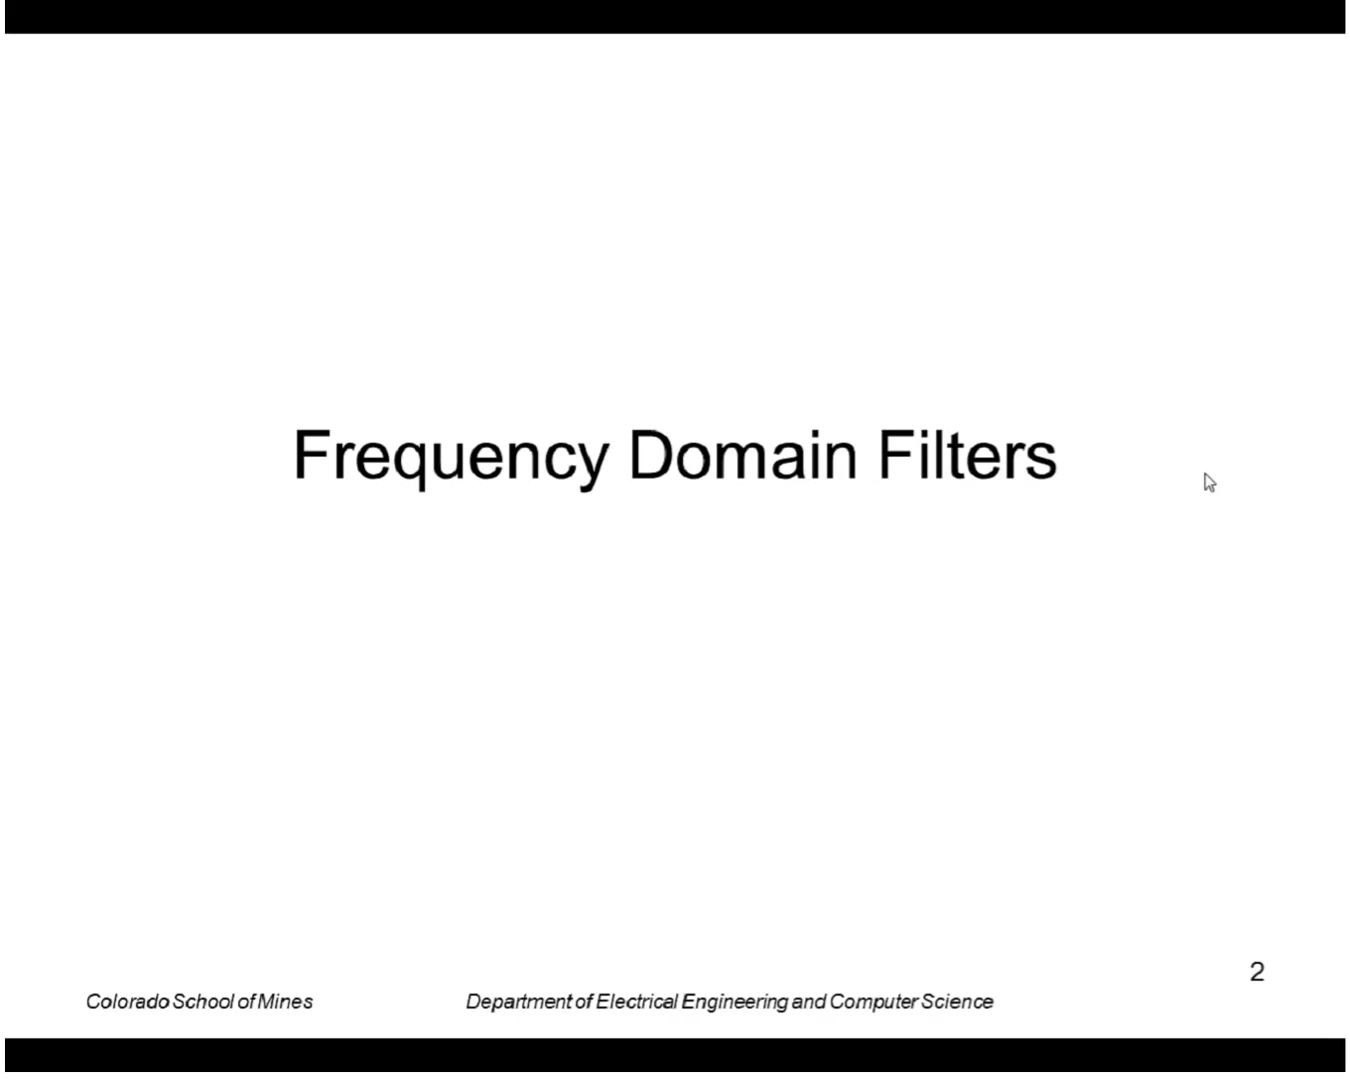 Frequency Domain Filters
2
Colorado School of Mines
Department of Electrical Engineering and Computer Science